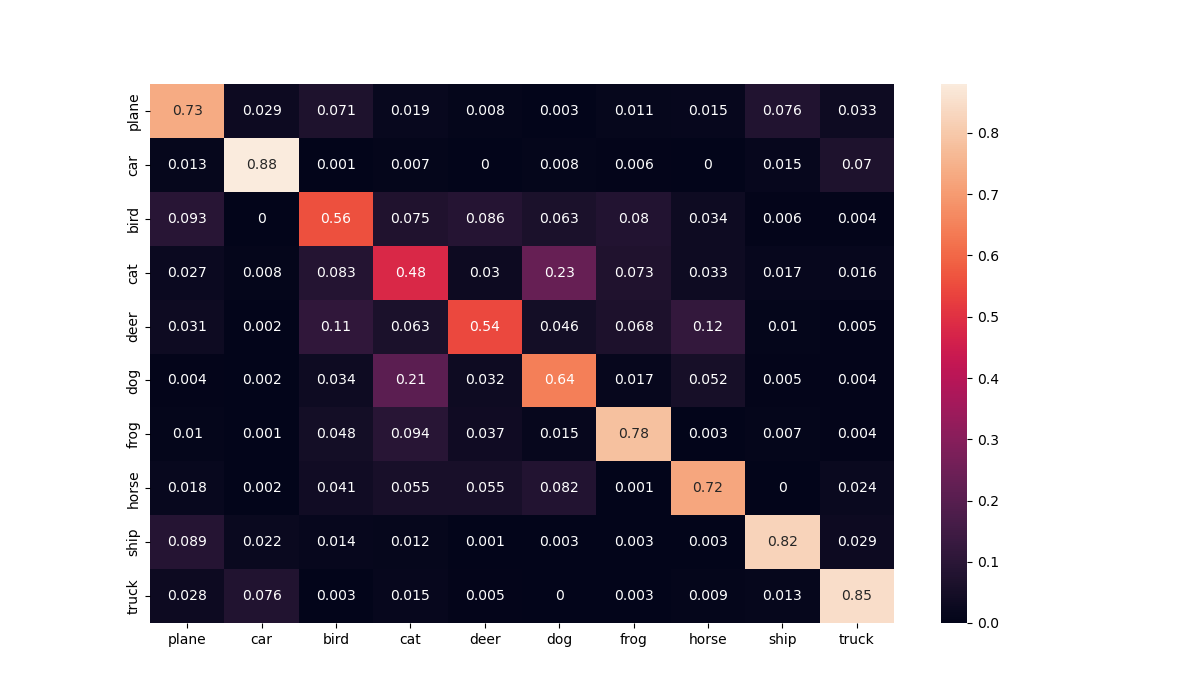 plane 0.73 0.029 0.071 0.019 0.008 0.003 0.011 0.015 0.076 0.033
car 0.013 0.88 0.001 0.007 0 0.008 0.006 0 0.015 0.07
bird 0.093 0 0.56 0.075 0.086 0.063 0.08 0.034 0.006 0.004
cat 0.027 0.008 0.083 0.48 0.03 0.23 0.073 0.033 0.017 0.016
deer 0.031 0.002 0.11 0.063 0.54 0.046 0.068 0.12 0.01 0.005
dog 0.004 0.002 0.034 0.21 0.032 0.64 0.017 0.052 0.005 0.004
frog 0.01 0.001 0.048 0.094 0.037 0.015 0.78 0.003 0.007 0.004
horse 0.018 0.002 0.041 0.055 0.055 0.082 0.001 0.72 0 0.024
ship 0.089 0.022 0.014 0.012 0.001 0.003 0.003 0.003 0.82 0.029
truck 0.028 0.076 0.003 0.015 0.005 0 0.003 0.009 0.013 0.85
plane car bird cat deer dog frog horse ship truck
0.8
0.7
0.6
0.5
0.4
0.3
0.2
0.1
0.0